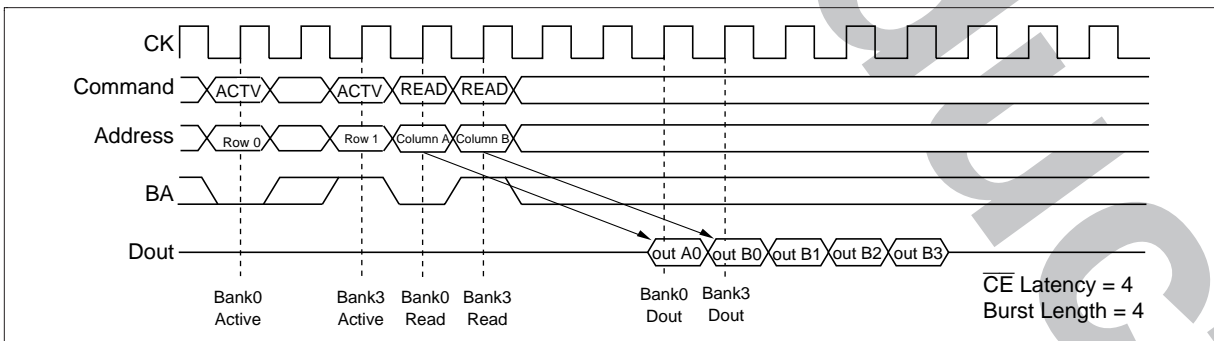 CK
Command ACTV ACTV READ READ
Address Row 0 Row 1 Column A Column B
BA
Dout out A0 out B0 out B1 out B2 out B3
Bank0 Active
Bank3 Active
Bank0 Read
Bank3 Read
Bank0 Dout
Bank3 Dout
CE Latency = 4
Burst Length = 4